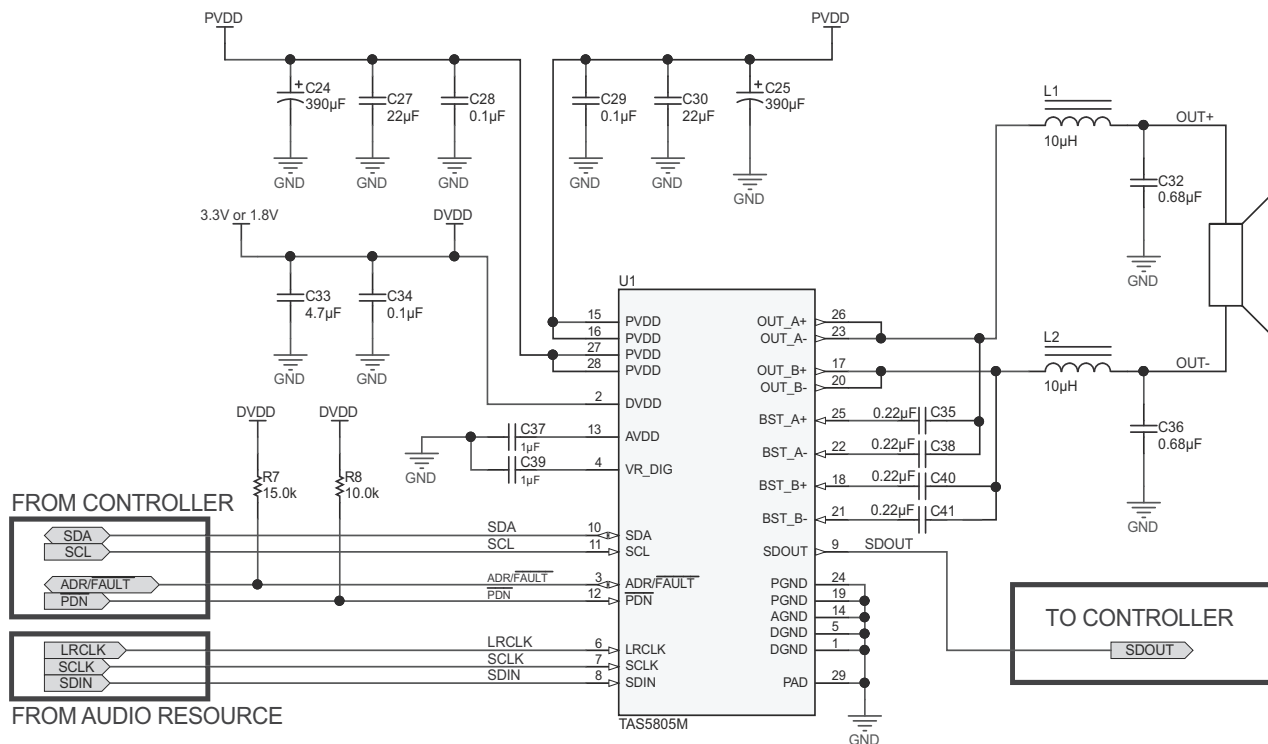 PVDD
PVDD
C24
390µF
C27
22µF
C28
0.1µF
C29
0.1µF
C30
22µF
C25
390µF
GND
GND
GND
GND
GND
GND
L1
10µH
OUT+
C32
0.68µF
GND
3.3V or 1.8V
DVDD
C33
4.7µF
C34
0.1µF
GND
GND
U1
15 PVDD
16 PVDD
27 PVDD
28 PVDD
2 DVDD
13 AVDD
4 VR_DIG
10 SDA
11 SCL
3 ADR/FAULT
12 PDN
6 LRCLK
7 SCLK
8 SDIN
OUT_A+ 26
OUT_A- 23
OUT_B+ 17
OUT_B- 20
BST_A+ 25
BST_A- 22
BST_B+ 18
BST_B- 21
SDOUT 9
PGND 24
PGND 19
AGND 14
DGND 5
DGND 1
PAD 29
TAS5805M
GND
L2
10µH
OUT-
C36
0.68µF
GND
0.22µF C35
0.22µF C38
0.22µF C40
0.22µF C41
SDOUT
DVDD
DVDD
R7
15.0k
R8
10.0k
GND
C37
1µF
C39
1µF
FROM CONTROLLER
SDA
SCL
ADR/FAULT
PDN
SDA
SCL
ADR/FAULT
PDN
LRCLK
SCLK
SDIN
LRCLK
SCLK
SDIN
FROM AUDIO RESOURCE
TO CONTROLLER
SDOUT